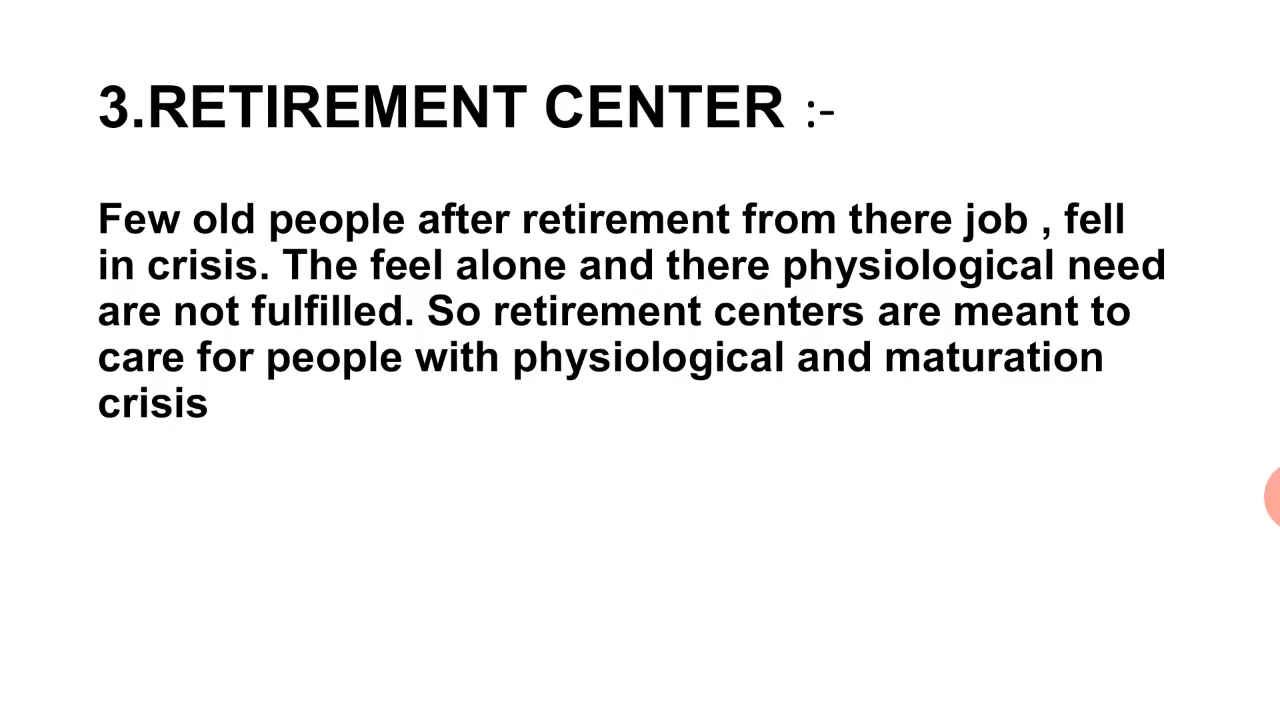 3.RETIREMENT CENTER :-
Few old people after retirement from there job , fell
in crisis. The feel alone and there physiological need
are not fulfilled. So retirement centers are meant to
care for people with physiological and maturation
crisis